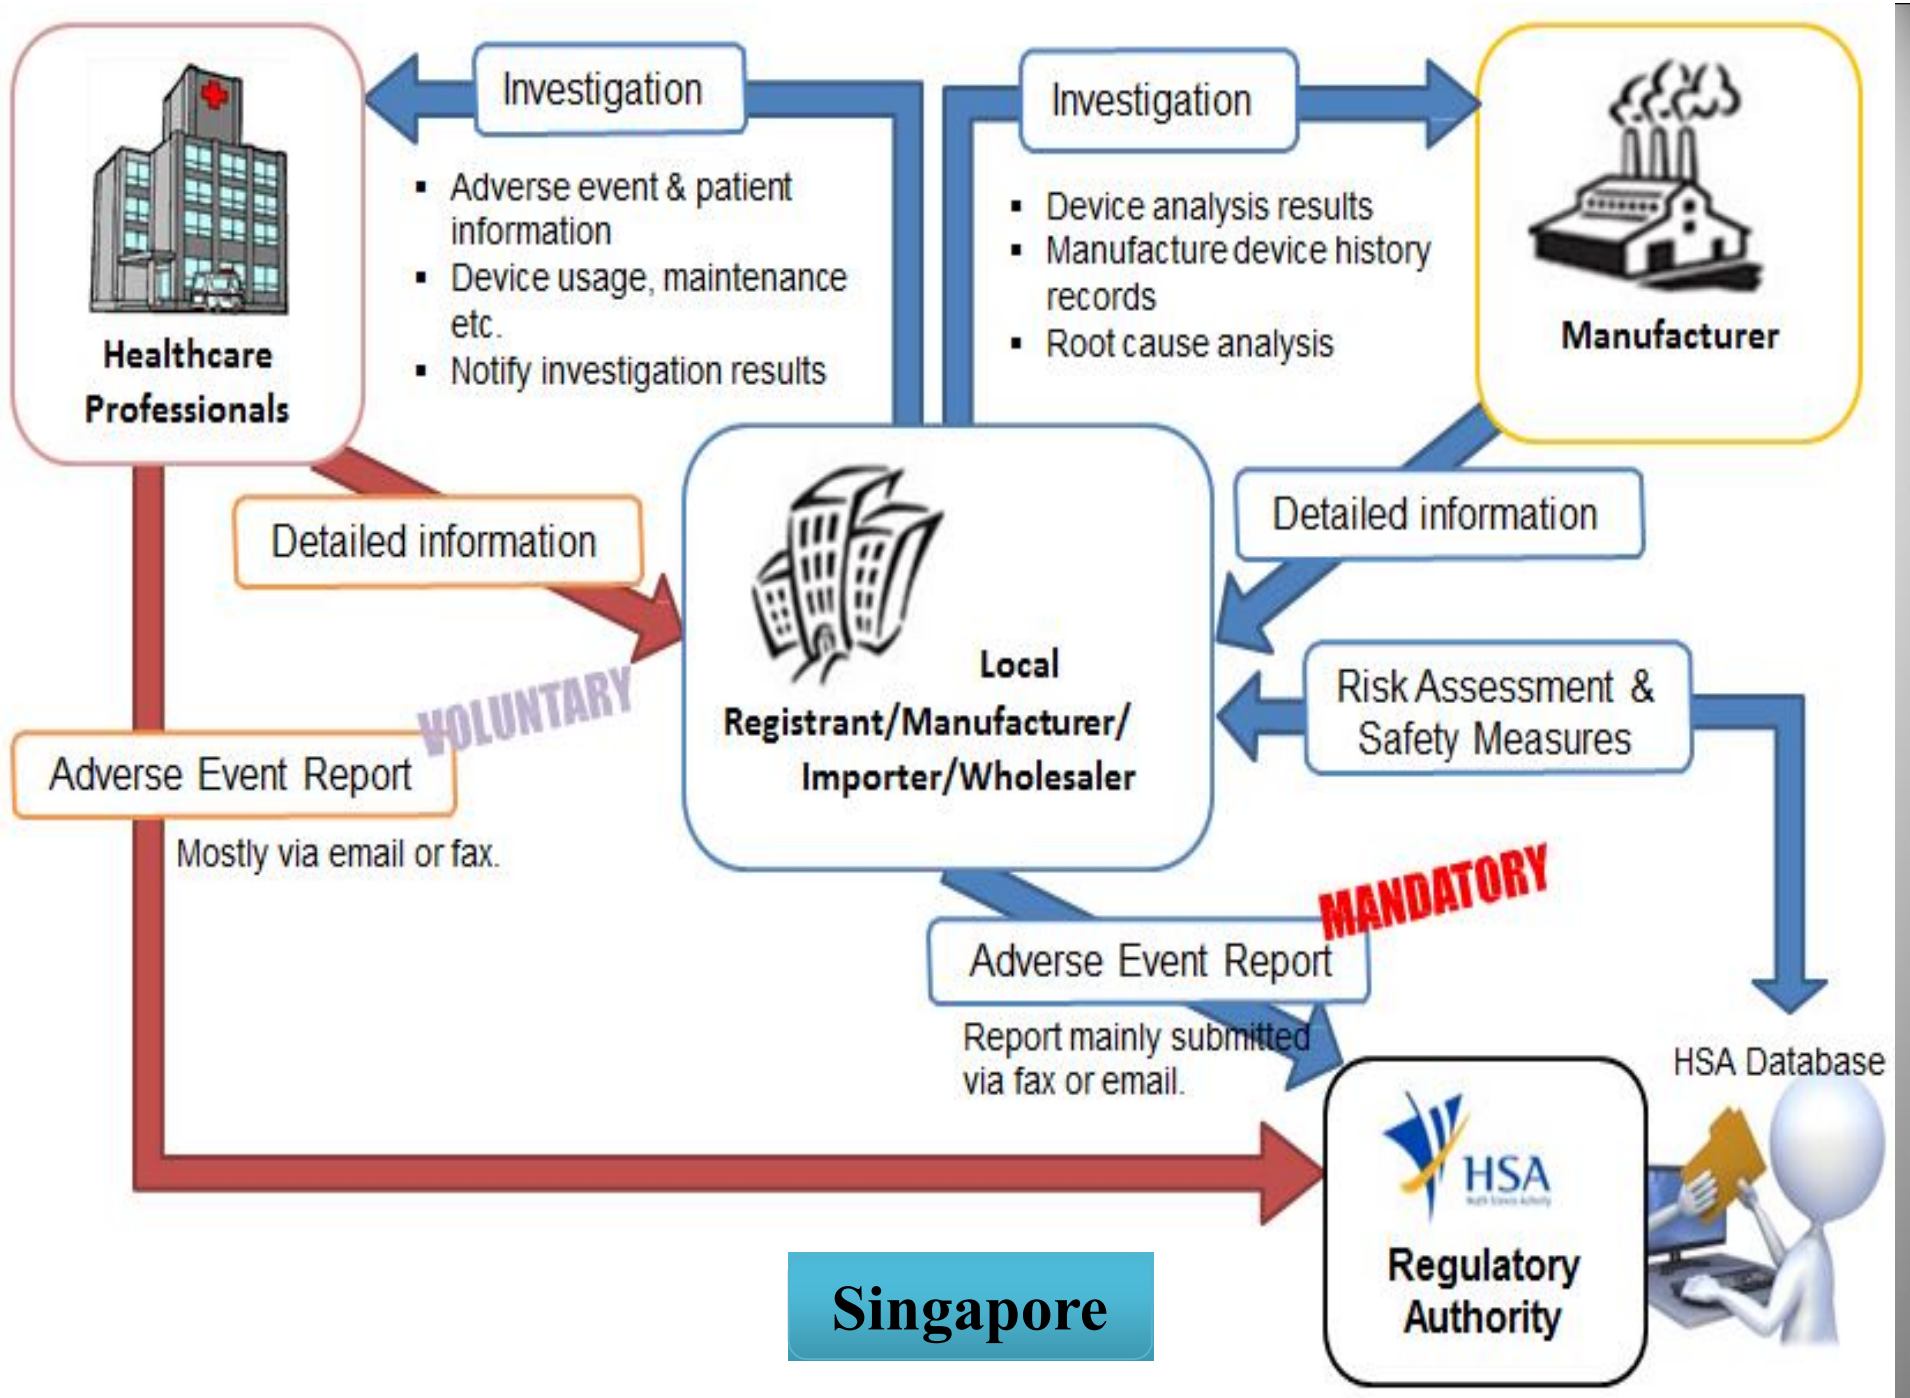 Investigation
Investigation
▪ Adverse event & patient
information
▪ Device usage, maintenance
etc.
▪ Notify investigation results
▪ Device analysis results
▪ Manufacture device history
records
▪ Root cause analysis
Healthcare
Professionals
Manufacturer
Detailed information
Detailed information
Local
Registrant/Manufacturer/
Importer/Wholesaler
Risk Assessment &
Safety Measures
VOLUNTARY
Adverse Event Report
Mostly via email or fax.
MANDATORY
Adverse Event Report
Report mainly submitted
via fax or email.
HSA Database
HSA
Regulatory
Authority
Singapore